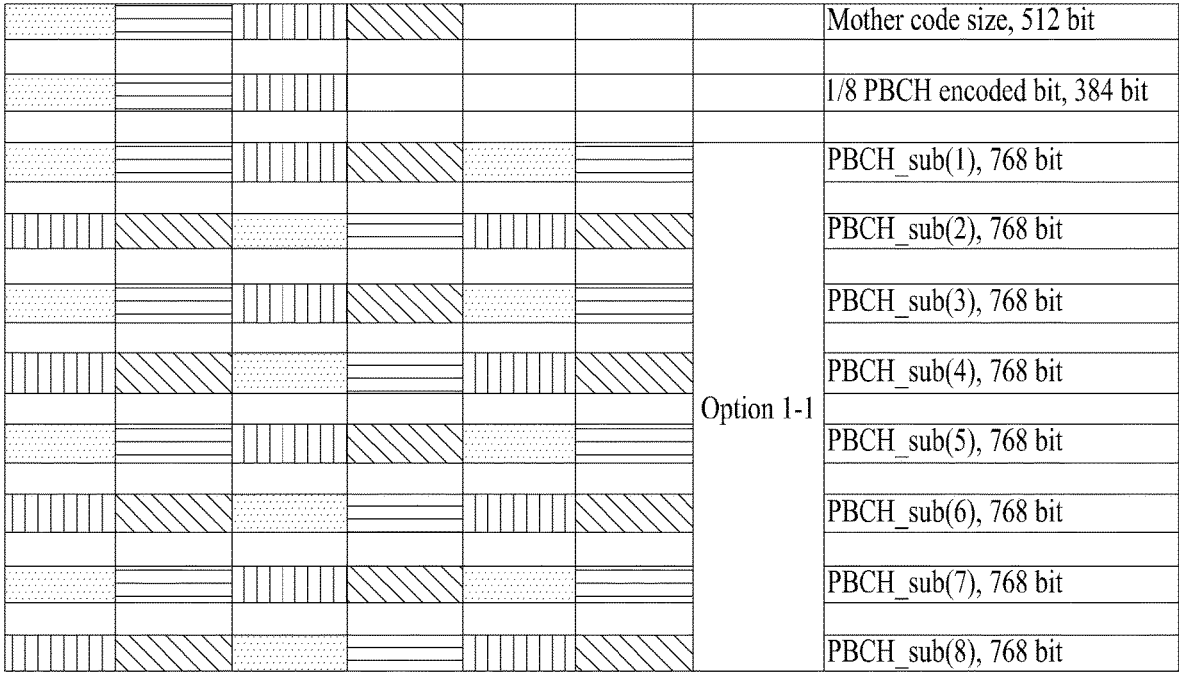 Mother code size, 512 bit
1/8 PBCH encoded bit, 384 bit
PBCH_sub(1), 768 bit
PBCH_sub(2), 768 bit
PBCH_sub(3), 768 bit
PBCH_sub(4), 768 bit
Option 1-1
PBCH_sub(5), 768 bit
PBCH_sub(6), 768 bit
PBCH_sub(7), 768 bit
PBCH_sub(8), 768 bit